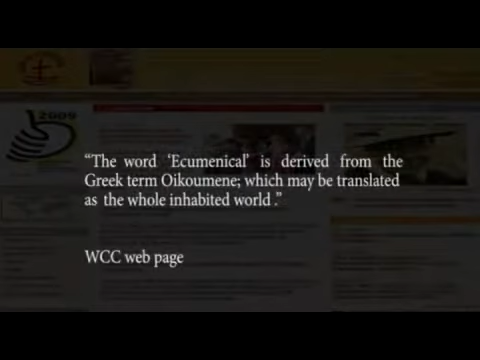 2009
“The word ‘Ecumenical’ is derived from the
Greek term Oikoumene; which may be translated
as the whole inhabited world .”
WCC web page